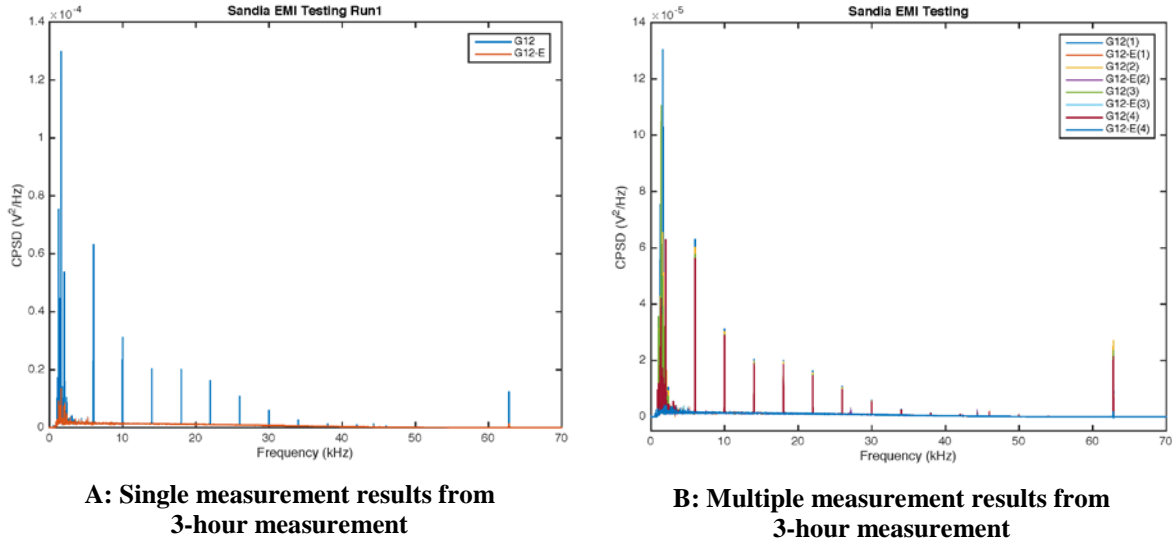 Sandia EMI Testing Run1
1.4 ×10⁻⁴
1.2
1
0.8
0.6
0.4
0.2
0
CPSD (V²/Hz)
G12
G12-E
0 10 20 30 40 50 60 70
Frequency (kHz)
A: Single measurement results from
3-hour measurement
Sandia EMI Testing
14 ×10⁻⁵
12
10
8
6
4
2
0
CPSD (V²/Hz)
G12(1)
G12-E(1)
G12(2)
G12-E(2)
G12(3)
G12-E(3)
G12(4)
G12-E(4)
0 10 20 30 40 50 60 70
Frequency (kHz)
B: Multiple measurement results from
3-hour measurement